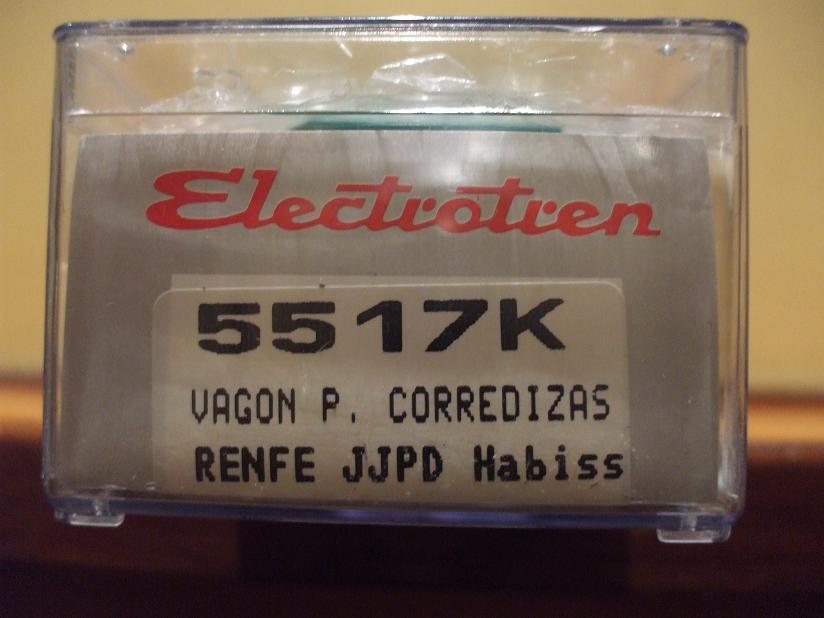 Electrotren
5517K
VAGON P. CORREDIZAS
RENFE JJPD Habiss